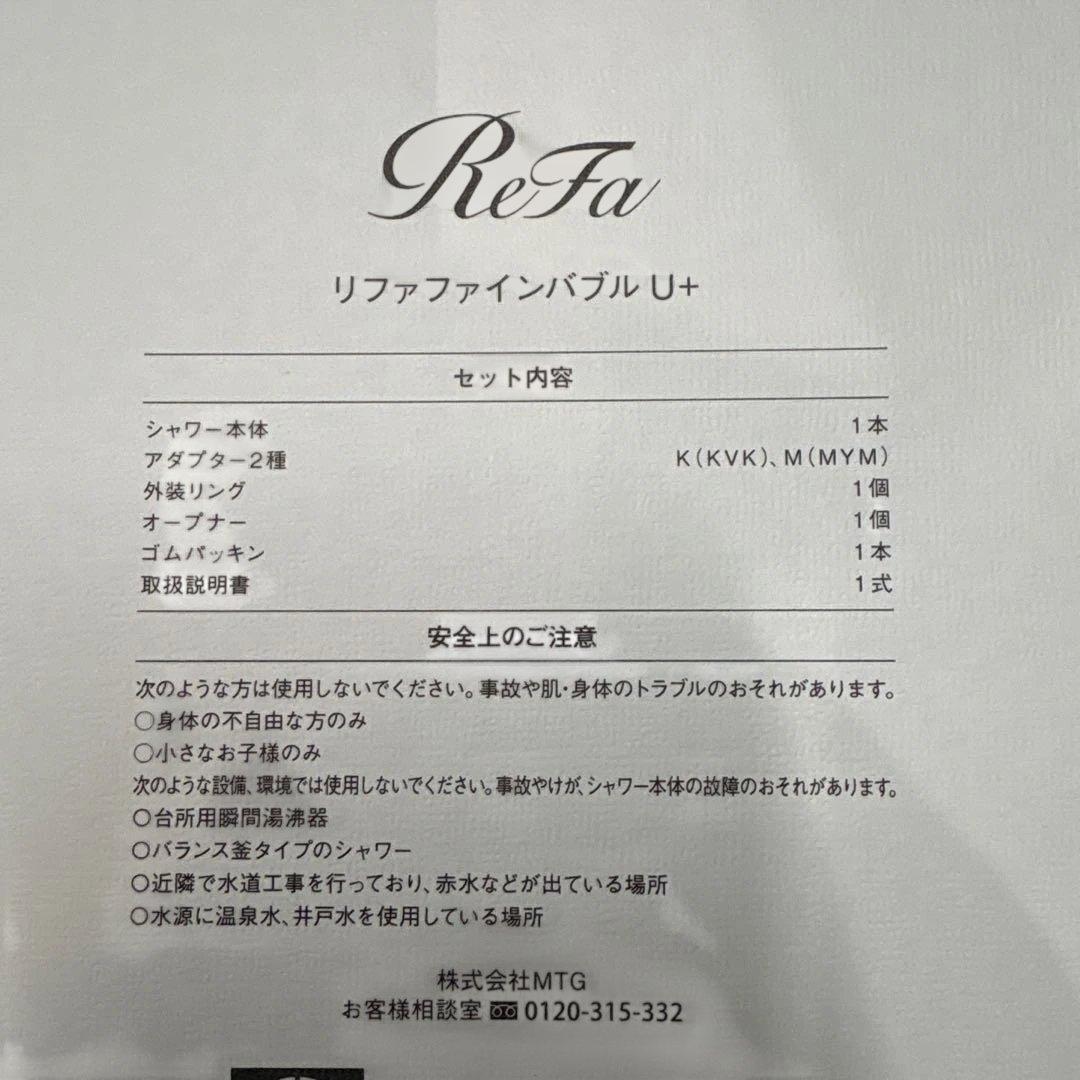 ReFa
リファファインバブル U+
セット内容
シャワー本体 1本
アダプター2種 K(KVK)、M(MYM)
外装リング 1個
オープナー 1個
ゴムパッキン 1本
取扱説明書 1式
安全上のご注意
次のような方は使用しないでください。事故や肌・身体のトラブルのおそれがあります。
○身体の不自由な方のみ
○小さなお子様のみ
次のような設備、環境では使用しないでください。事故やけが、シャワー本体の故障のおそれがあります。
○台所用瞬間湯沸器
○バランス釜タイプのシャワー
○近隣で水道工事を行っており、赤水などが出ている場所
○水源に温泉水、井戸水を使用している場所
株式会社MTG
お客様相談室 0120-315-332